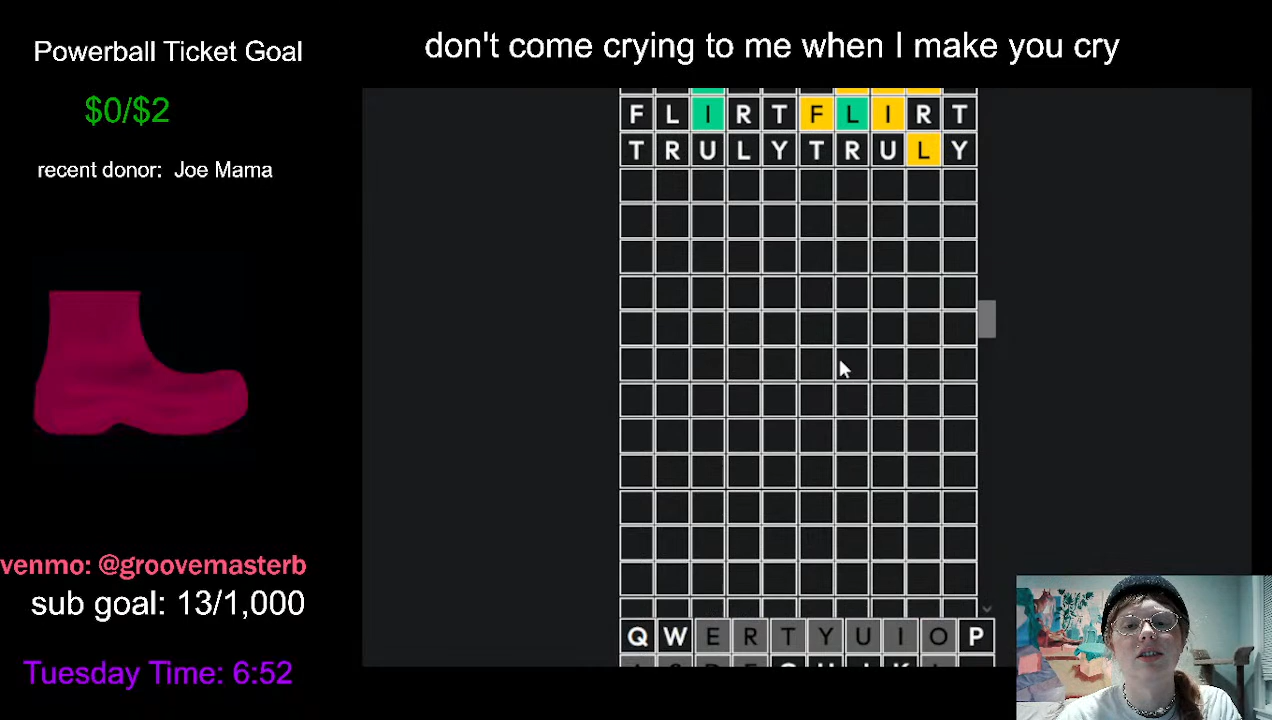 Powerball Ticket Goal
don't come crying to me when I make you cry
$0/$2
recent donor: Joe Mama
F L I R T F L I R T
T R U L Y T R U L Y
venmo: @groovemasterb
sub goal: 13/1,000
Q W E R T Y U I O P
Tuesday Time: 6:52